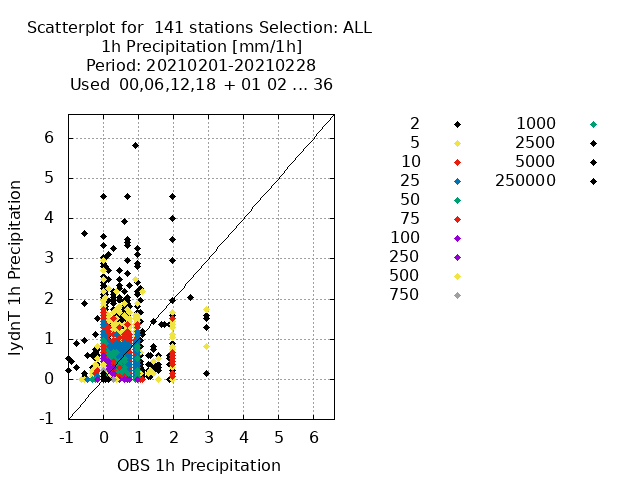 Scatterplot for  141 stations Selection: ALL
1h Precipitation [mm/1h]
Period: 20210201-20210228
Used  00,06,12,18  + 01 02 ... 36
6
5
4
3
2
1
0
-1
-1 0 1 2 3 4 5 6
IydnT 1h Precipitation
OBS 1h Precipitation
2 1000
5 2500
10 5000
25 250000
50
75
100
250
500
750